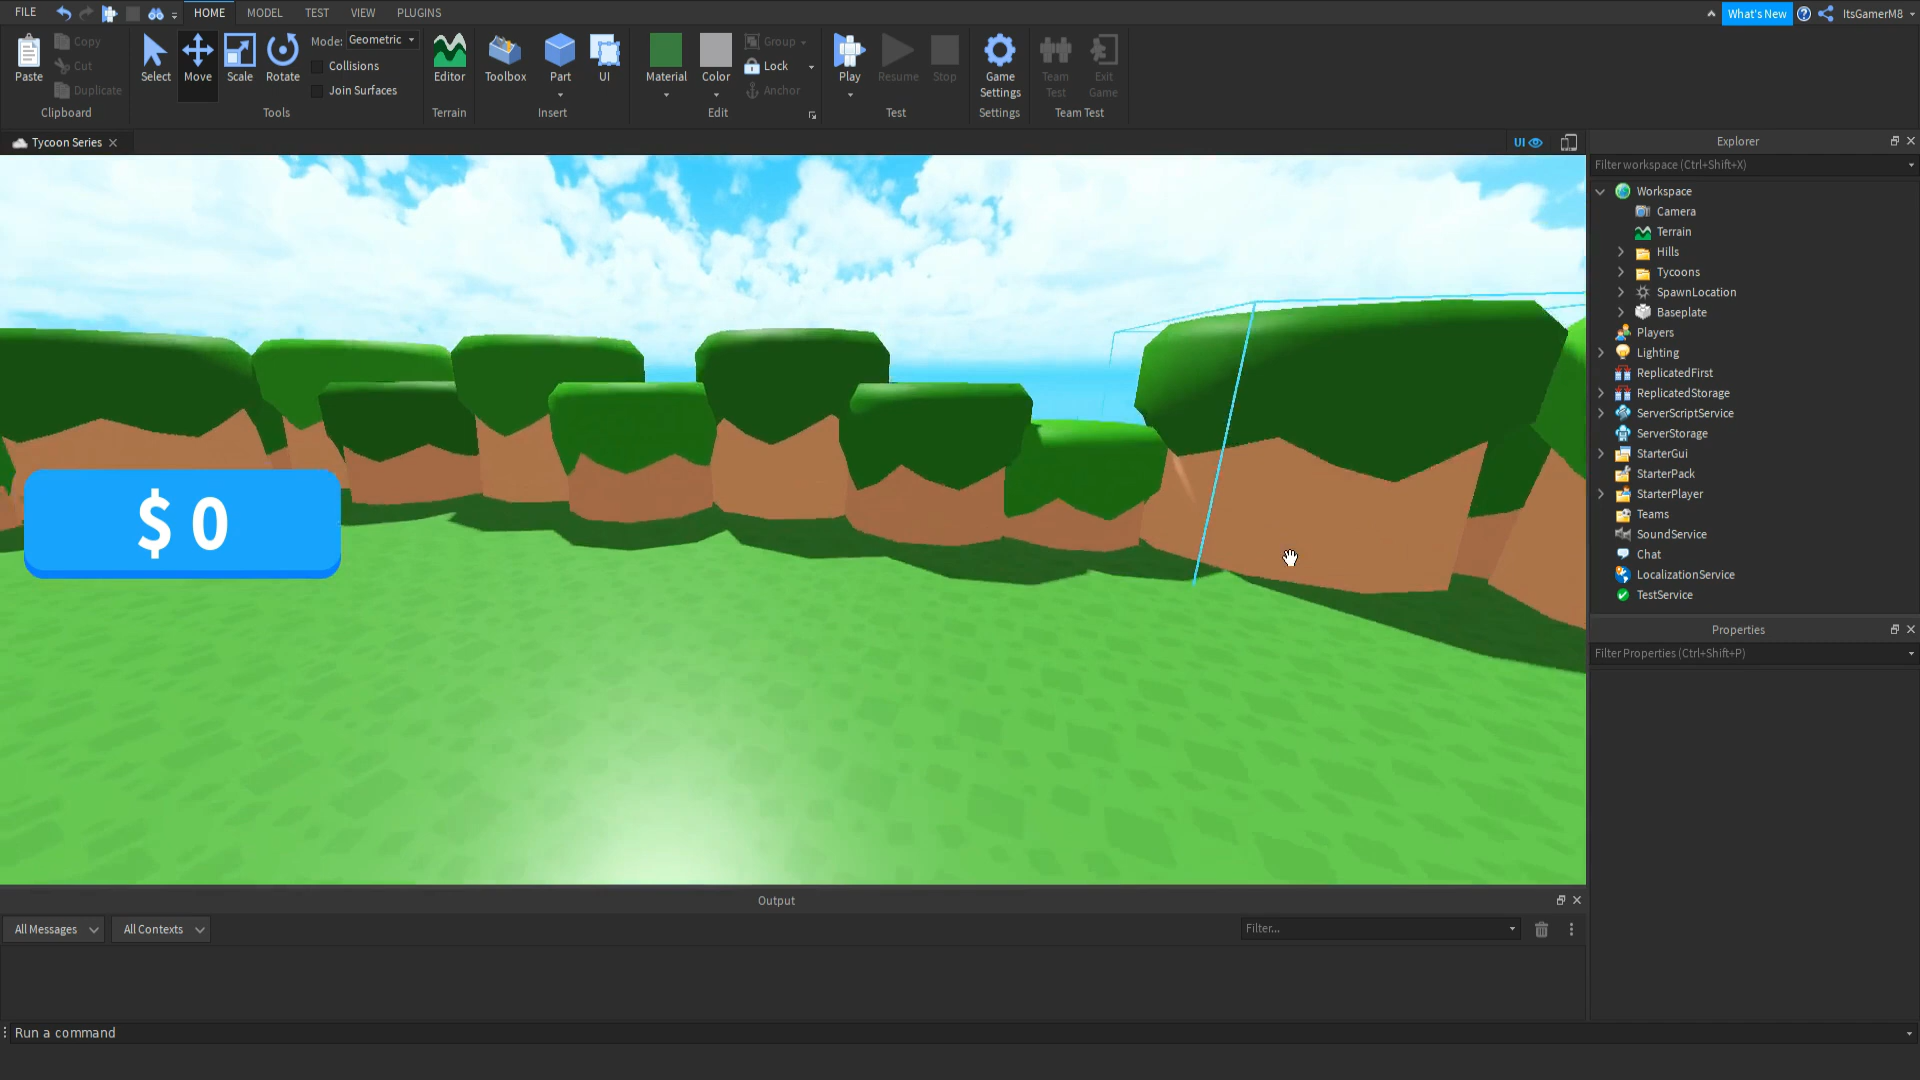 FILE HOME MODEL TEST VIEW PLUGINS What's New ItsGamerM8
Paste Copy Cut Duplicate Select Move Scale Rotate Mode: Geometric Collisions Join Surfaces Editor Toolbox Part UI Material Color Group Lock Anchor Play Resume Stop Game Settings Team Test Exit Game
Clipboard Tools Terrain Insert Edit Test Settings Team Test
Tycoon Series UI
$ 0
Explorer
Filter workspace (Ctrl+Shift+X)
Workspace
Camera
Terrain
Hills
Tycoons
SpawnLocation
Baseplate
Players
Lighting
ReplicatedFirst
ReplicatedStorage
ServerScriptService
ServerStorage
StarterGui
StarterPack
StarterPlayer
Teams
SoundService
Chat
LocalizationService
TestService
Properties
Filter Properties (Ctrl+Shift+P)
Output
All Messages All Contexts Filter...
Run a command